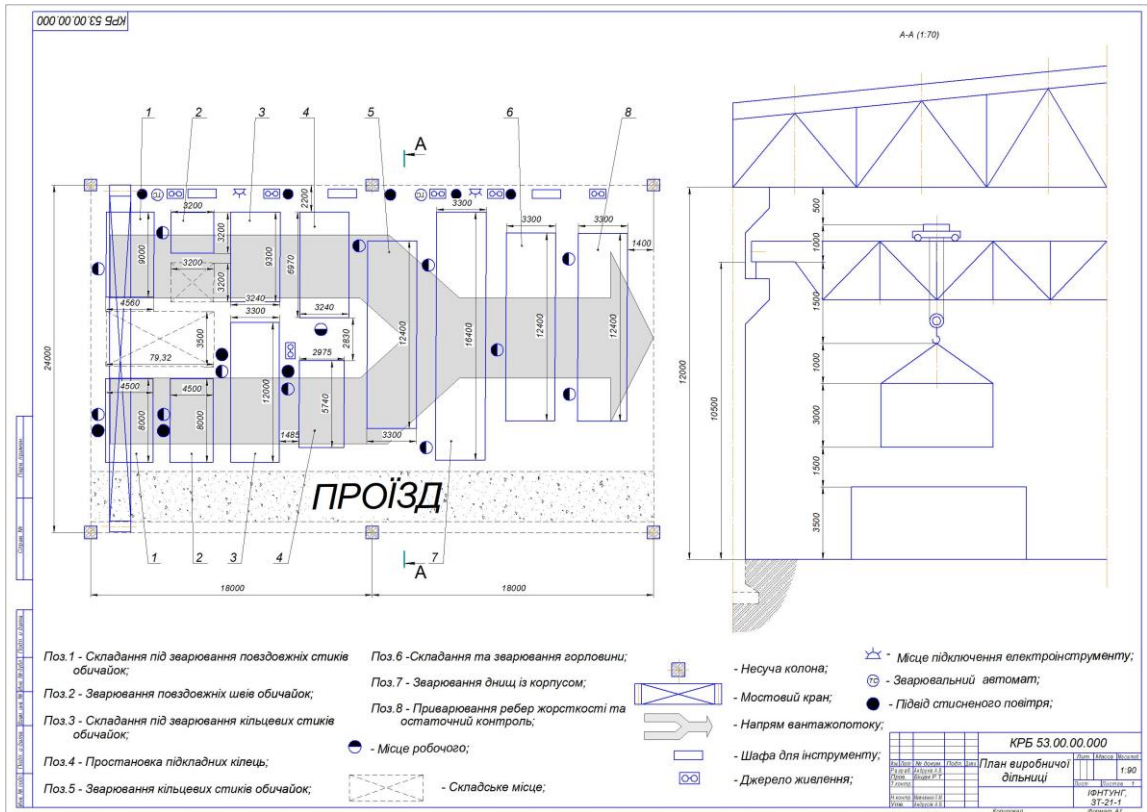 КРБ 53.00.00.000
А-А (1:70)
1
2
3
4
5
6
8
А
3200
2200
3300
3300
3300
1400
9000
3200
9300
6970
3200
3200
4560
3240
3300
3240
2830
3500
79,32
12400
16400
12400
12400
2975
4500
4500
8000
8000
12000
5740
1485
3300
24000
ПРОЇЗД
1
2
3
4
7
А
18000
18000
500
1000
1500
1000
3000
1500
3500
12000
10500
Поз.1 - Складання під зварювання повздовжніх стиків
обичайок;
Поз.2 - Зварювання повздовжніх швів обичайок;
Поз.3 - Складання під зварювання кільцевих стиків
обичайок;
Поз.4 - Простановка підкладних кілець;
Поз.5 - Зварювання кільцевих стиків обичайок;
Поз.6 -Складання та зварювання горловини;
Поз.7 - Зварювання днищ із корпусом;
Поз.8 - Приварювання ребер жорсткості та
остаточний контроль;
- Місце робочого;
- Складське місце;
- Несуча колона;
- Мостовий кран;
- Напрям вантажопотоку;
- Шафа для інструменту;
- Джерело живлення;
- Місце підключення електроінструменту;
- Зварювальний автомат;
- Підвід стисненого повітря;
КРБ 53.00.00.000
План виробничої
дільниці
1:90
ІФНТУНГ,
ЗТ-21-1